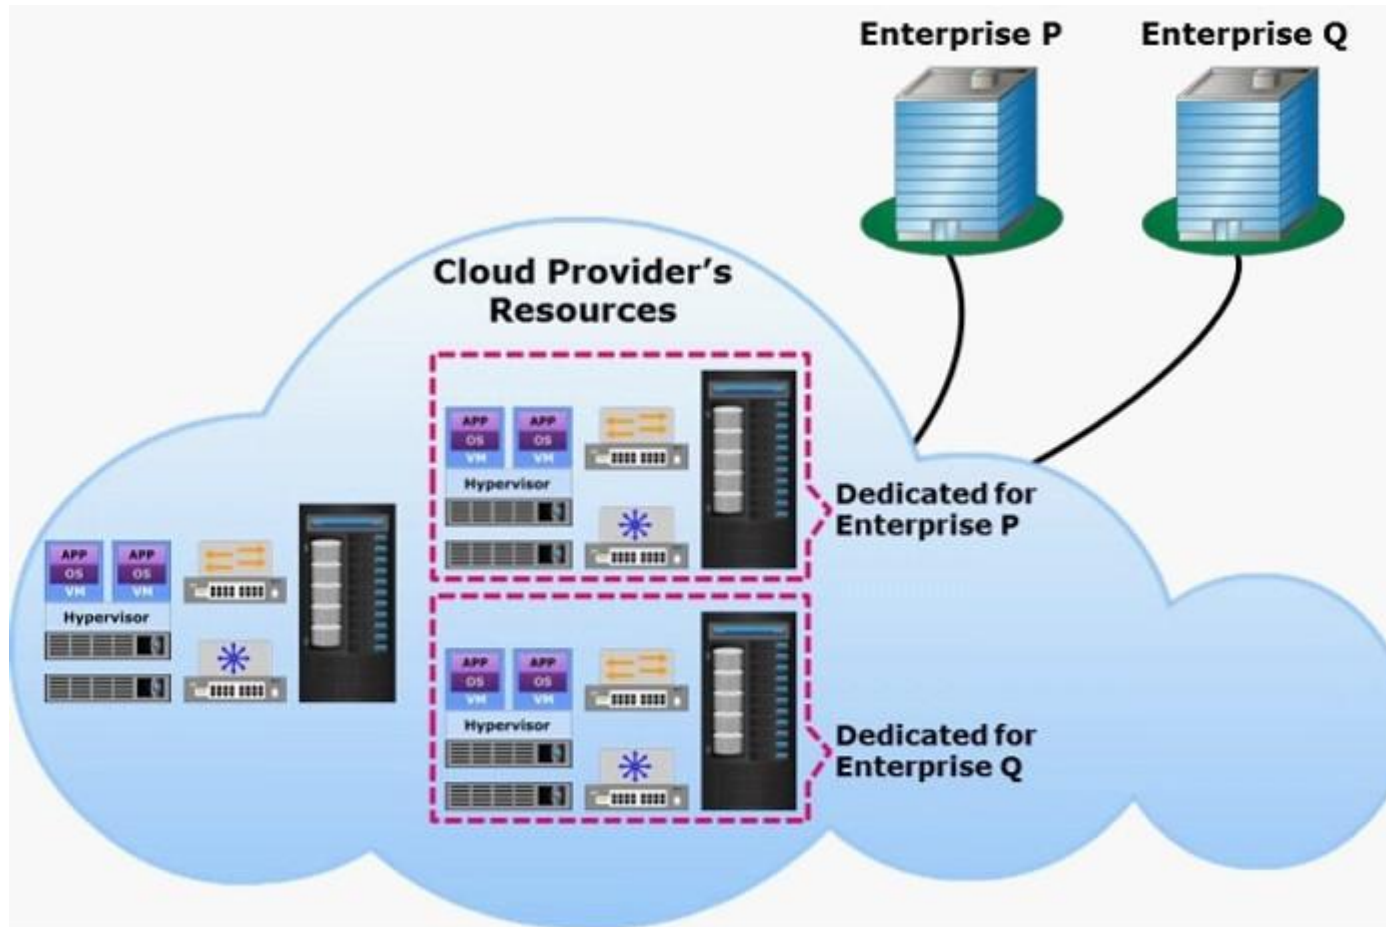 Enterprise P
Enterprise Q
Cloud Provider's
Resources
APP
APP
OS
OS
VM
VM
Hypervisor
Dedicated for
Enterprise P
APP
APP
OS
OS
VM
VM
Hypervisor
APP
APP
OS
OS
VM
VM
Hypervisor
Dedicated for
Enterprise Q